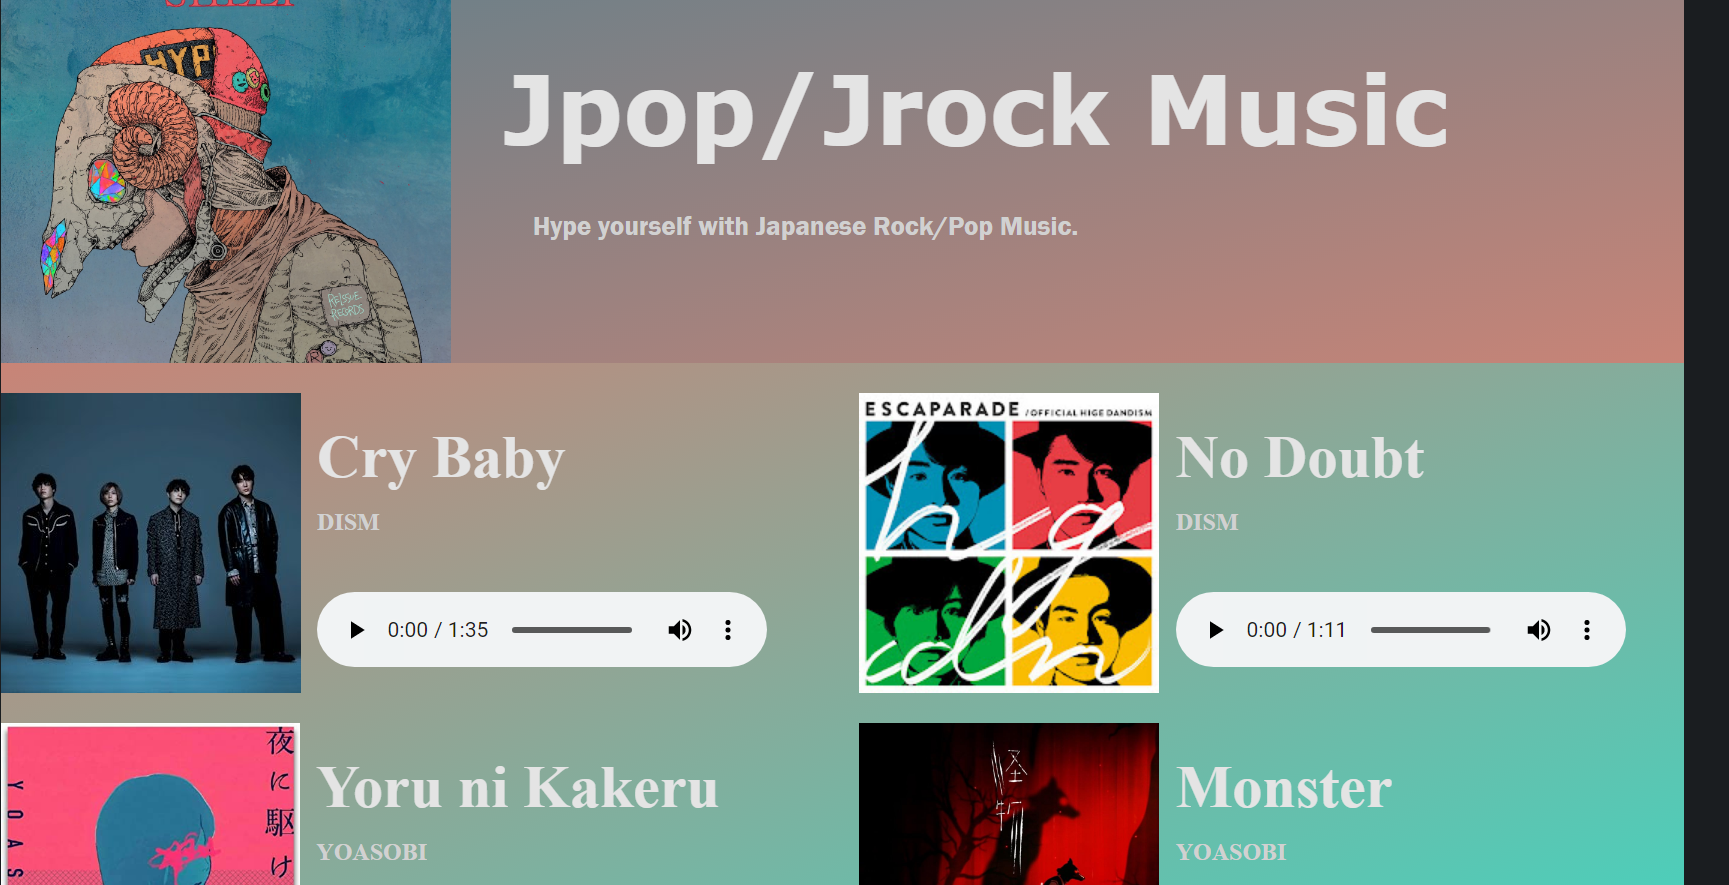 HYP
RELSSUE
RECORDS
Jpop/Jrock Music
Hype yourself with Japanese Rock/Pop Music.
Cry Baby
DISM
0:00 / 1:35
ESCAPARADE /OFFICIAL HIGE DANDISM
hgdn
No Doubt
DISM
0:00 / 1:11
夜に駆け
YOAS
Yoru ni Kakeru
YOASOBI
怪物
Monster
YOASOBI